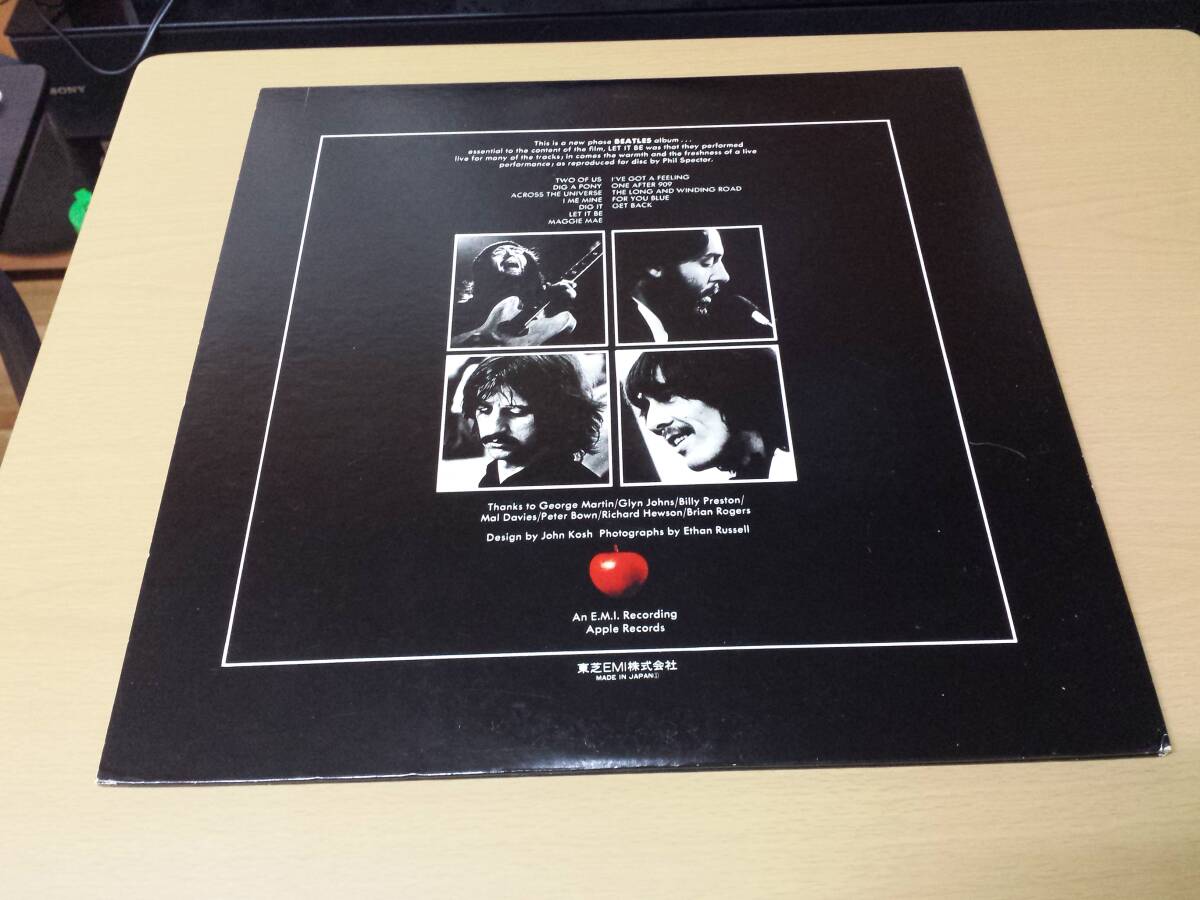 SONY
This is a new phase BEATLES album . . .
essential to the content of the film, LET IT BE was that they performed
live for many of the tracks; in comes the warmth and the freshness of a live
performance; as reproduced for disc by Phil Spector.
TWO OF US
DIG A PONY
ACROSS THE UNIVERSE
I ME MINE
DIG IT
LET IT BE
MAGGIE MAE
I'VE GOT A FEELING
ONE AFTER 909
THE LONG AND WINDING ROAD
FOR YOU BLUE
GET BACK
Thanks to George Martin/Glyn Johns/Billy Preston/
Mal Davies/Peter Bown/Richard Hewson/Brian Rogers
Design by John Kosh Photographs by Ethan Russell
An E.M.I. Recording
Apple Records
東芝EMI株式会社
MADE IN JAPAN①